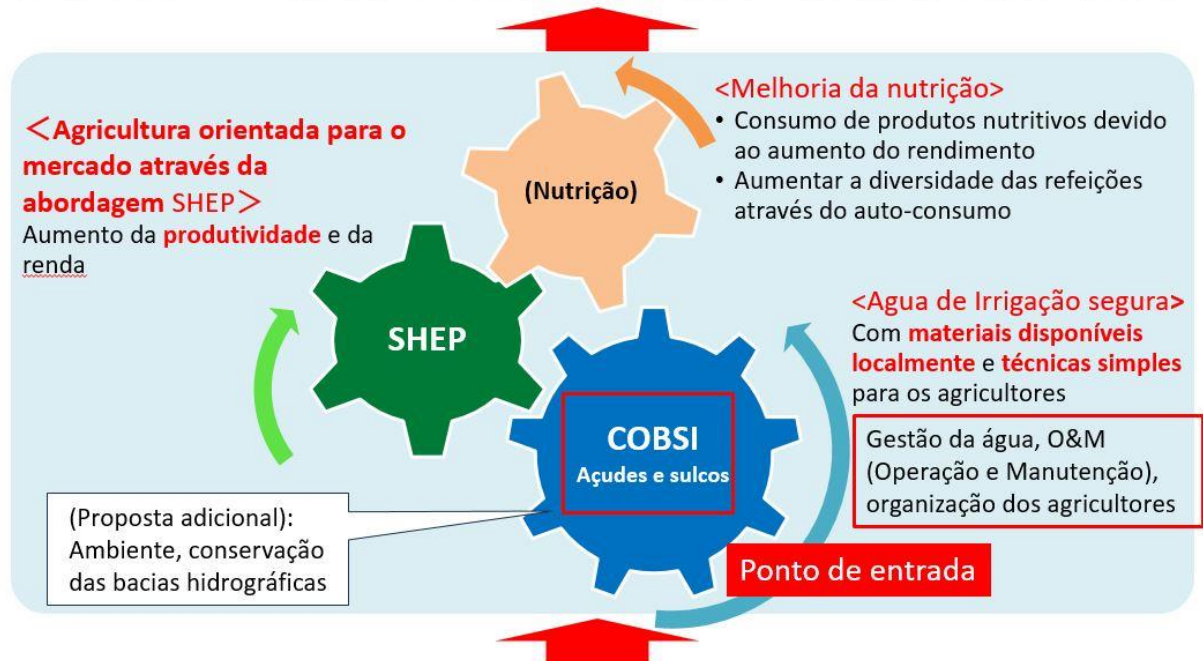 ＜Agricultura orientada para o
mercado através da
abordagem SHEP＞
Aumento da produtividade e da
renda
(Nutrição)
<Melhoria da nutrição>
• Consumo de produtos nutritivos devido
ao aumento do rendimento
• Aumentar a diversidade das refeições
através do auto-consumo
SHEP
COBSI
Açudes e sulcos
<Agua de Irrigação segura>
Com materiais disponíveis
localmente e técnicas simples
para os agricultores
Gestão da água, O&M
(Operação e Manutenção),
organização dos agricultores
(Proposta adicional):
Ambiente, conservação
das bacias hidrográficas
Ponto de entrada